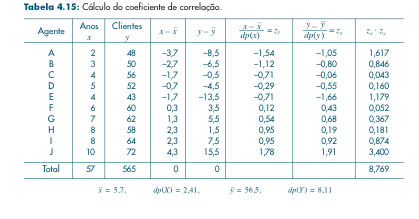 Tabela 4.15: Cálculo do coeficiente de correlação.
Agente Anos x Clientes y x – x̄ y – ȳ x – x̄ / dp(x) = zₓ y – ȳ / dp(y) = zᵧ zₓ · zᵧ
A 2 48 -3,7 -8,5 -1,54 -1,05 1,617
B 3 50 -2,7 -6,5 -1,12 -0,80 0,846
C 4 56 -1,7 -0,5 -0,71 -0,06 0,043
D 5 52 -0,7 -4,5 -0,29 -0,55 0,160
E 4 43 -1,7 -13,5 -0,71 -1,66 1,179
F 6 60 0,3 3,5 0,12 0,43 0,052
G 7 62 1,3 5,5 0,54 0,68 0,367
H 8 58 2,3 1,5 0,95 0,19 0,181
I 8 64 2,3 7,5 0,95 0,92 0,874
J 10 72 4,3 15,5 1,78 1,91 3,400
Total 57 565 0 0 8,769
x̄ = 5,7, dp(X) = 2,41, ȳ = 56,5, dp(Y) = 8,11